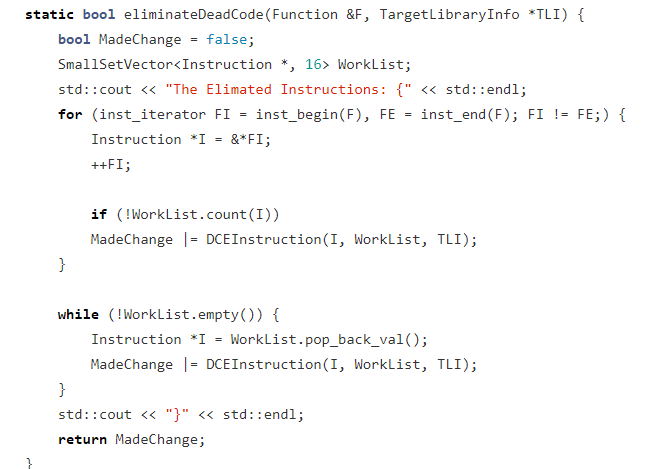 static bool eliminateDeadCode(Function &F, TargetLibraryInfo *TLI) {
    bool MadeChange = false;
    SmallSetVector<Instruction *, 16> WorkList;
    std::cout << "The Elimated Instructions: {" << std::endl;
    for (inst_iterator FI = inst_begin(F), FE = inst_end(F); FI != FE;) {
        Instruction *I = &*FI;
        ++FI;

        if (!WorkList.count(I))
        MadeChange |= DCEInstruction(I, WorkList, TLI);
    }

    while (!WorkList.empty()) {
        Instruction *I = WorkList.pop_back_val();
        MadeChange |= DCEInstruction(I, WorkList, TLI);
    }
    std::cout << "}" << std::endl;
    return MadeChange;
}